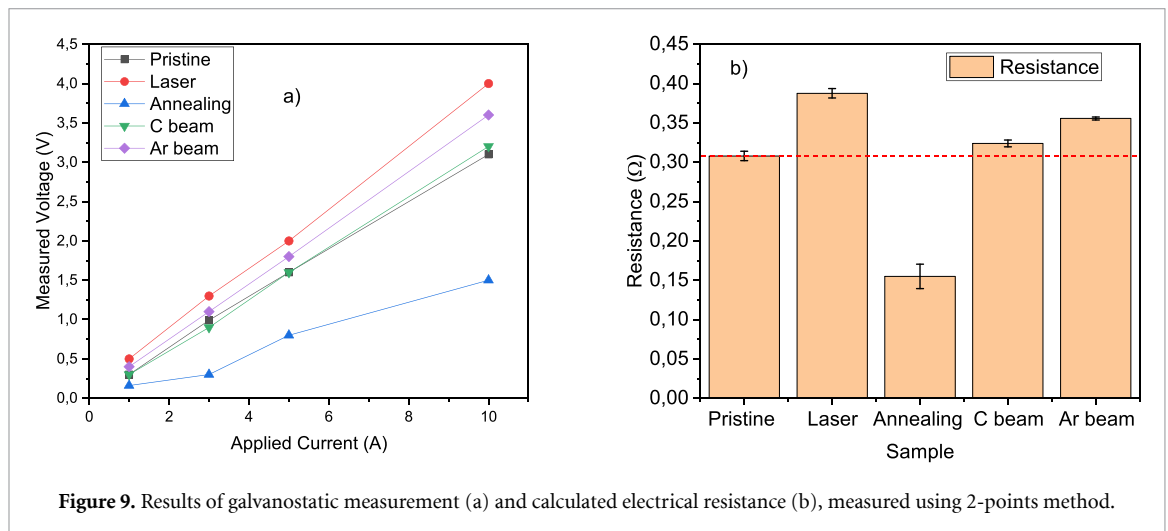 4,5
4,0
3,5
3,0
2,5
2,0
1,5
1,0
0,5
0,0
Measured Voltage (V)
Pristine
Laser
Annealing
C beam
Ar beam
a)
0 2 4 6 8 10
Applied Current (A)
0,45
0,40
0,35
0,30
0,25
0,20
0,15
0,10
0,05
0,00
Resistance (Ω)
b)
Resistance
Pristine Laser Annealing C beam Ar beam
Sample
Figure 9. Results of galvanostatic measurement (a) and calculated electrical resistance (b), measured using 2-points method.